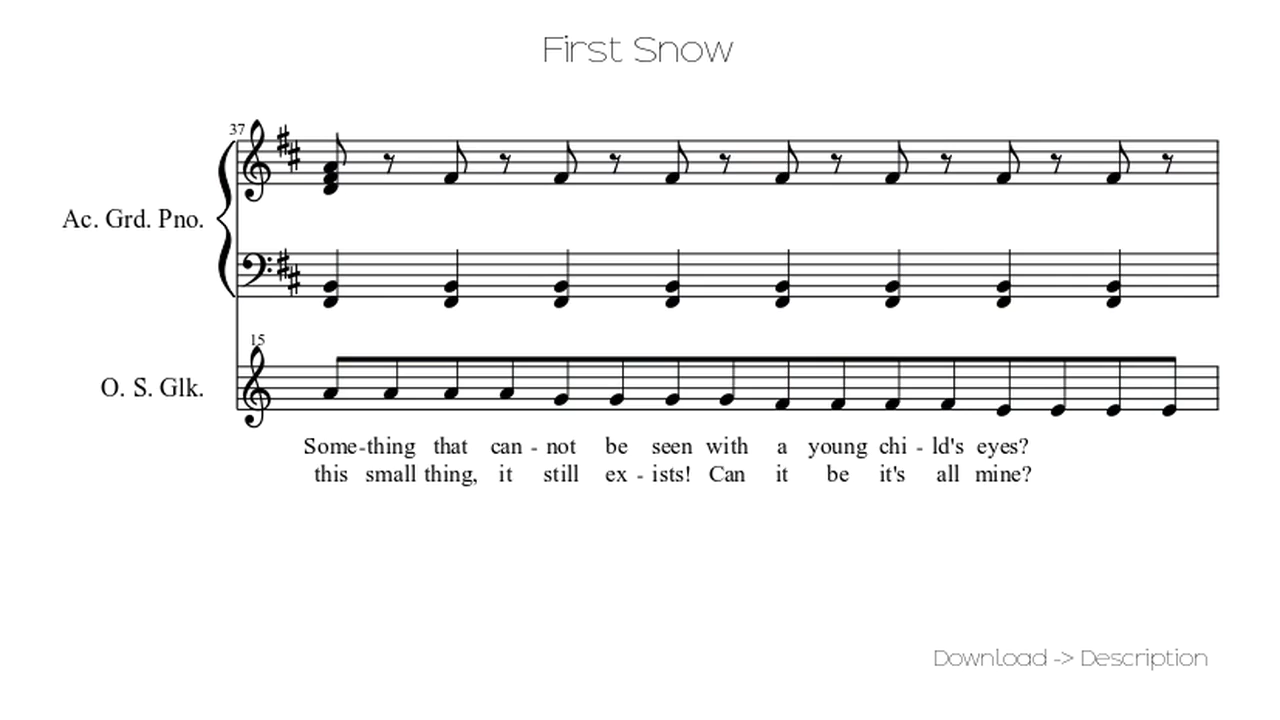 First Snow
37
Ac. Grd. Pno.
15
O. S. Glk.
Some-thing that can - not be seen with a young chi - ld's eyes?
this small thing, it still ex - ists! Can it be it's all mine?
Download -> Description